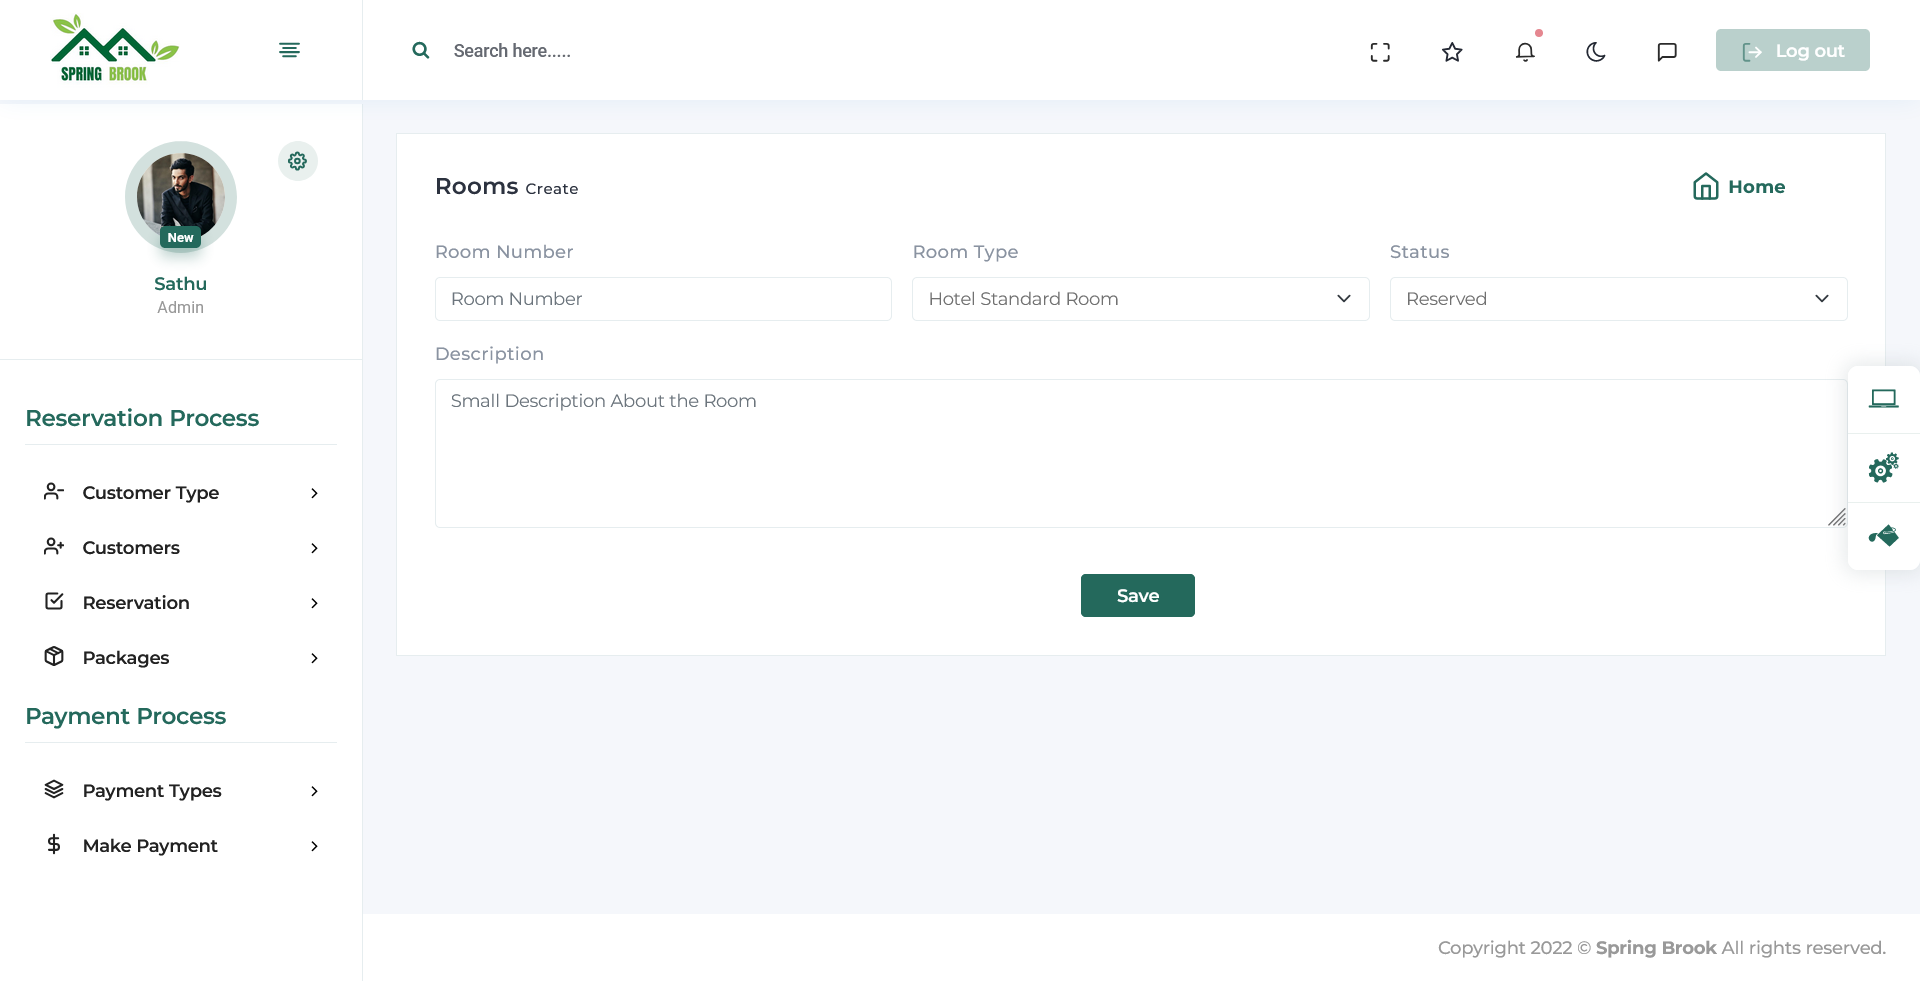 SPRING BROOK
Search here.....
Log out
New
Sathu
Admin
Reservation Process
Customer Type
Customers
Reservation
Packages
Payment Process
Payment Types
Make Payment
Rooms Create
Home
Room Number
Room Type
Status
Room Number
Hotel Standard Room
Reserved
Description
Small Description About the Room
Save
Copyright 2022 © Spring Brook All rights reserved.